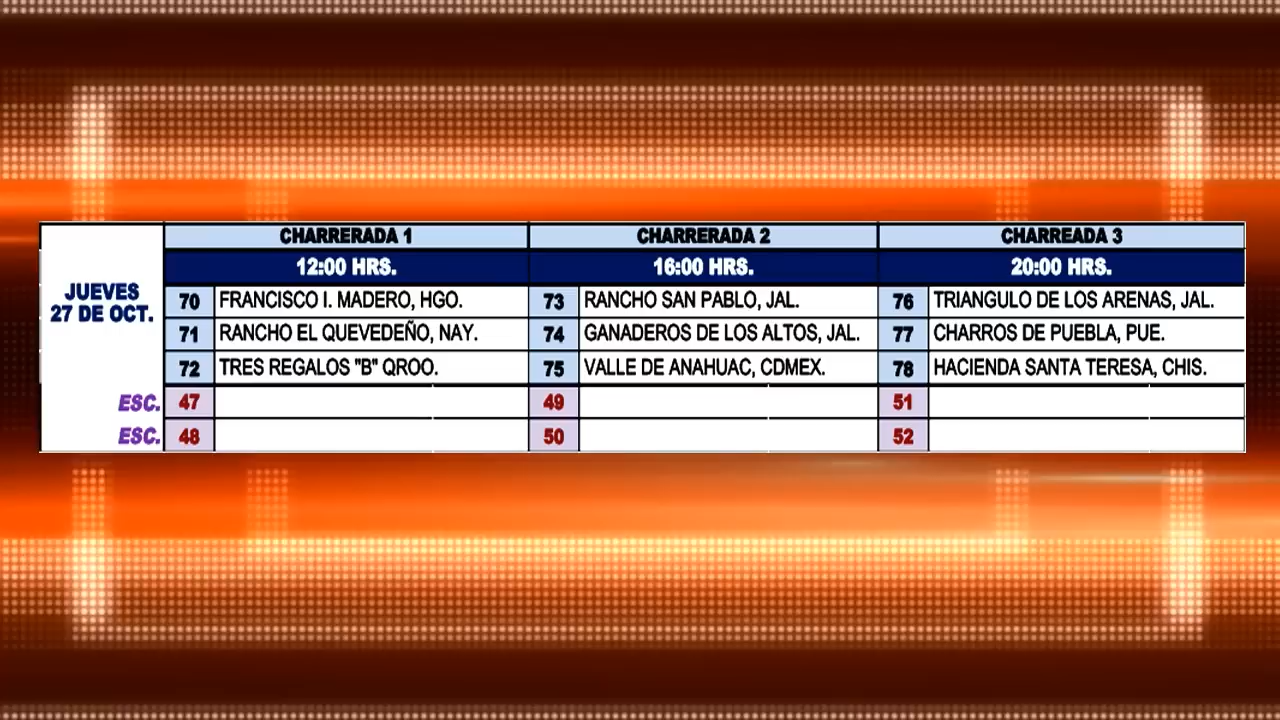 CHARRERADA 1 CHARRERADA 2 CHARREADA 3
12:00 HRS. 16:00 HRS. 20:00 HRS.
JUEVES
27 DE OCT.
70 FRANCISCO I. MADERO, HGO. 73 RANCHO SAN PABLO, JAL. 76 TRIANGULO DE LOS ARENAS, JAL.
71 RANCHO EL QUEVEDEÑO, NAY. 74 GANADEROS DE LOS ALTOS, JAL. 77 CHARROS DE PUEBLA, PUE.
72 TRES REGALOS "B" QROO. 75 VALLE DE ANAHUAC, CDMEX. 78 HACIENDA SANTA TERESA, CHIS.
ESC. 47 49 51
ESC. 48 50 52